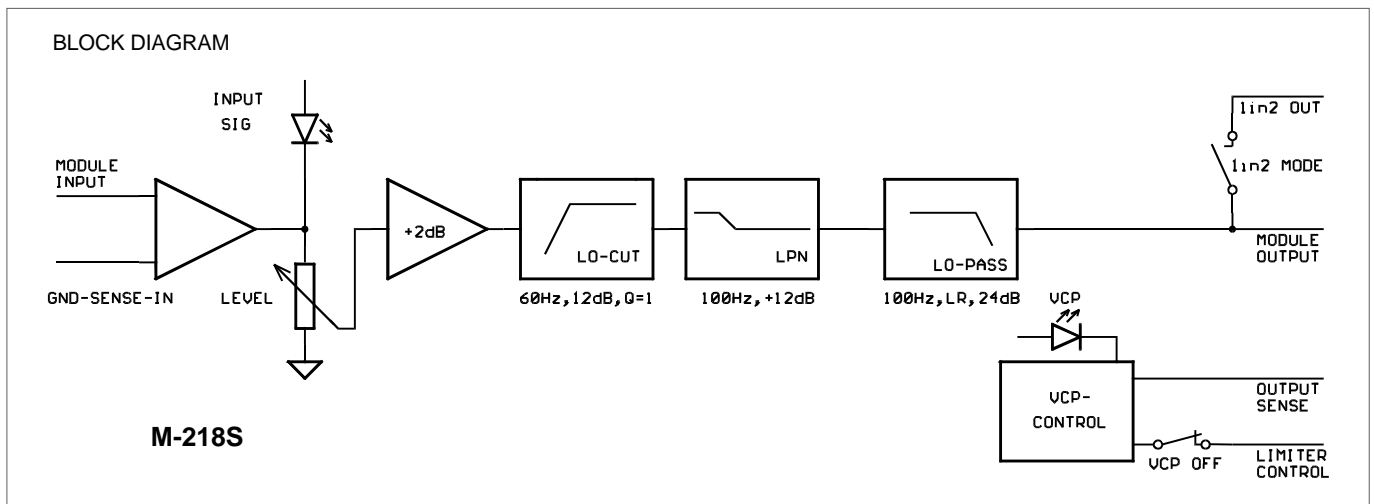 BLOCK DIAGRAM
INPUT
SIG
MODULE
INPUT
GND-SENSE-IN
LEVEL
+2dB
LO-CUT
60Hz,12dB,Q=1
LPN
100Hz,+12dB
LO-PASS
100Hz,LR,24dB
1in2 OUT
1in2 MODE
MODULE
OUTPUT
VCP
VCP-
CONTROL
OUTPUT
SENSE
VCP OFF
LIMITER
CONTROL
M-218S